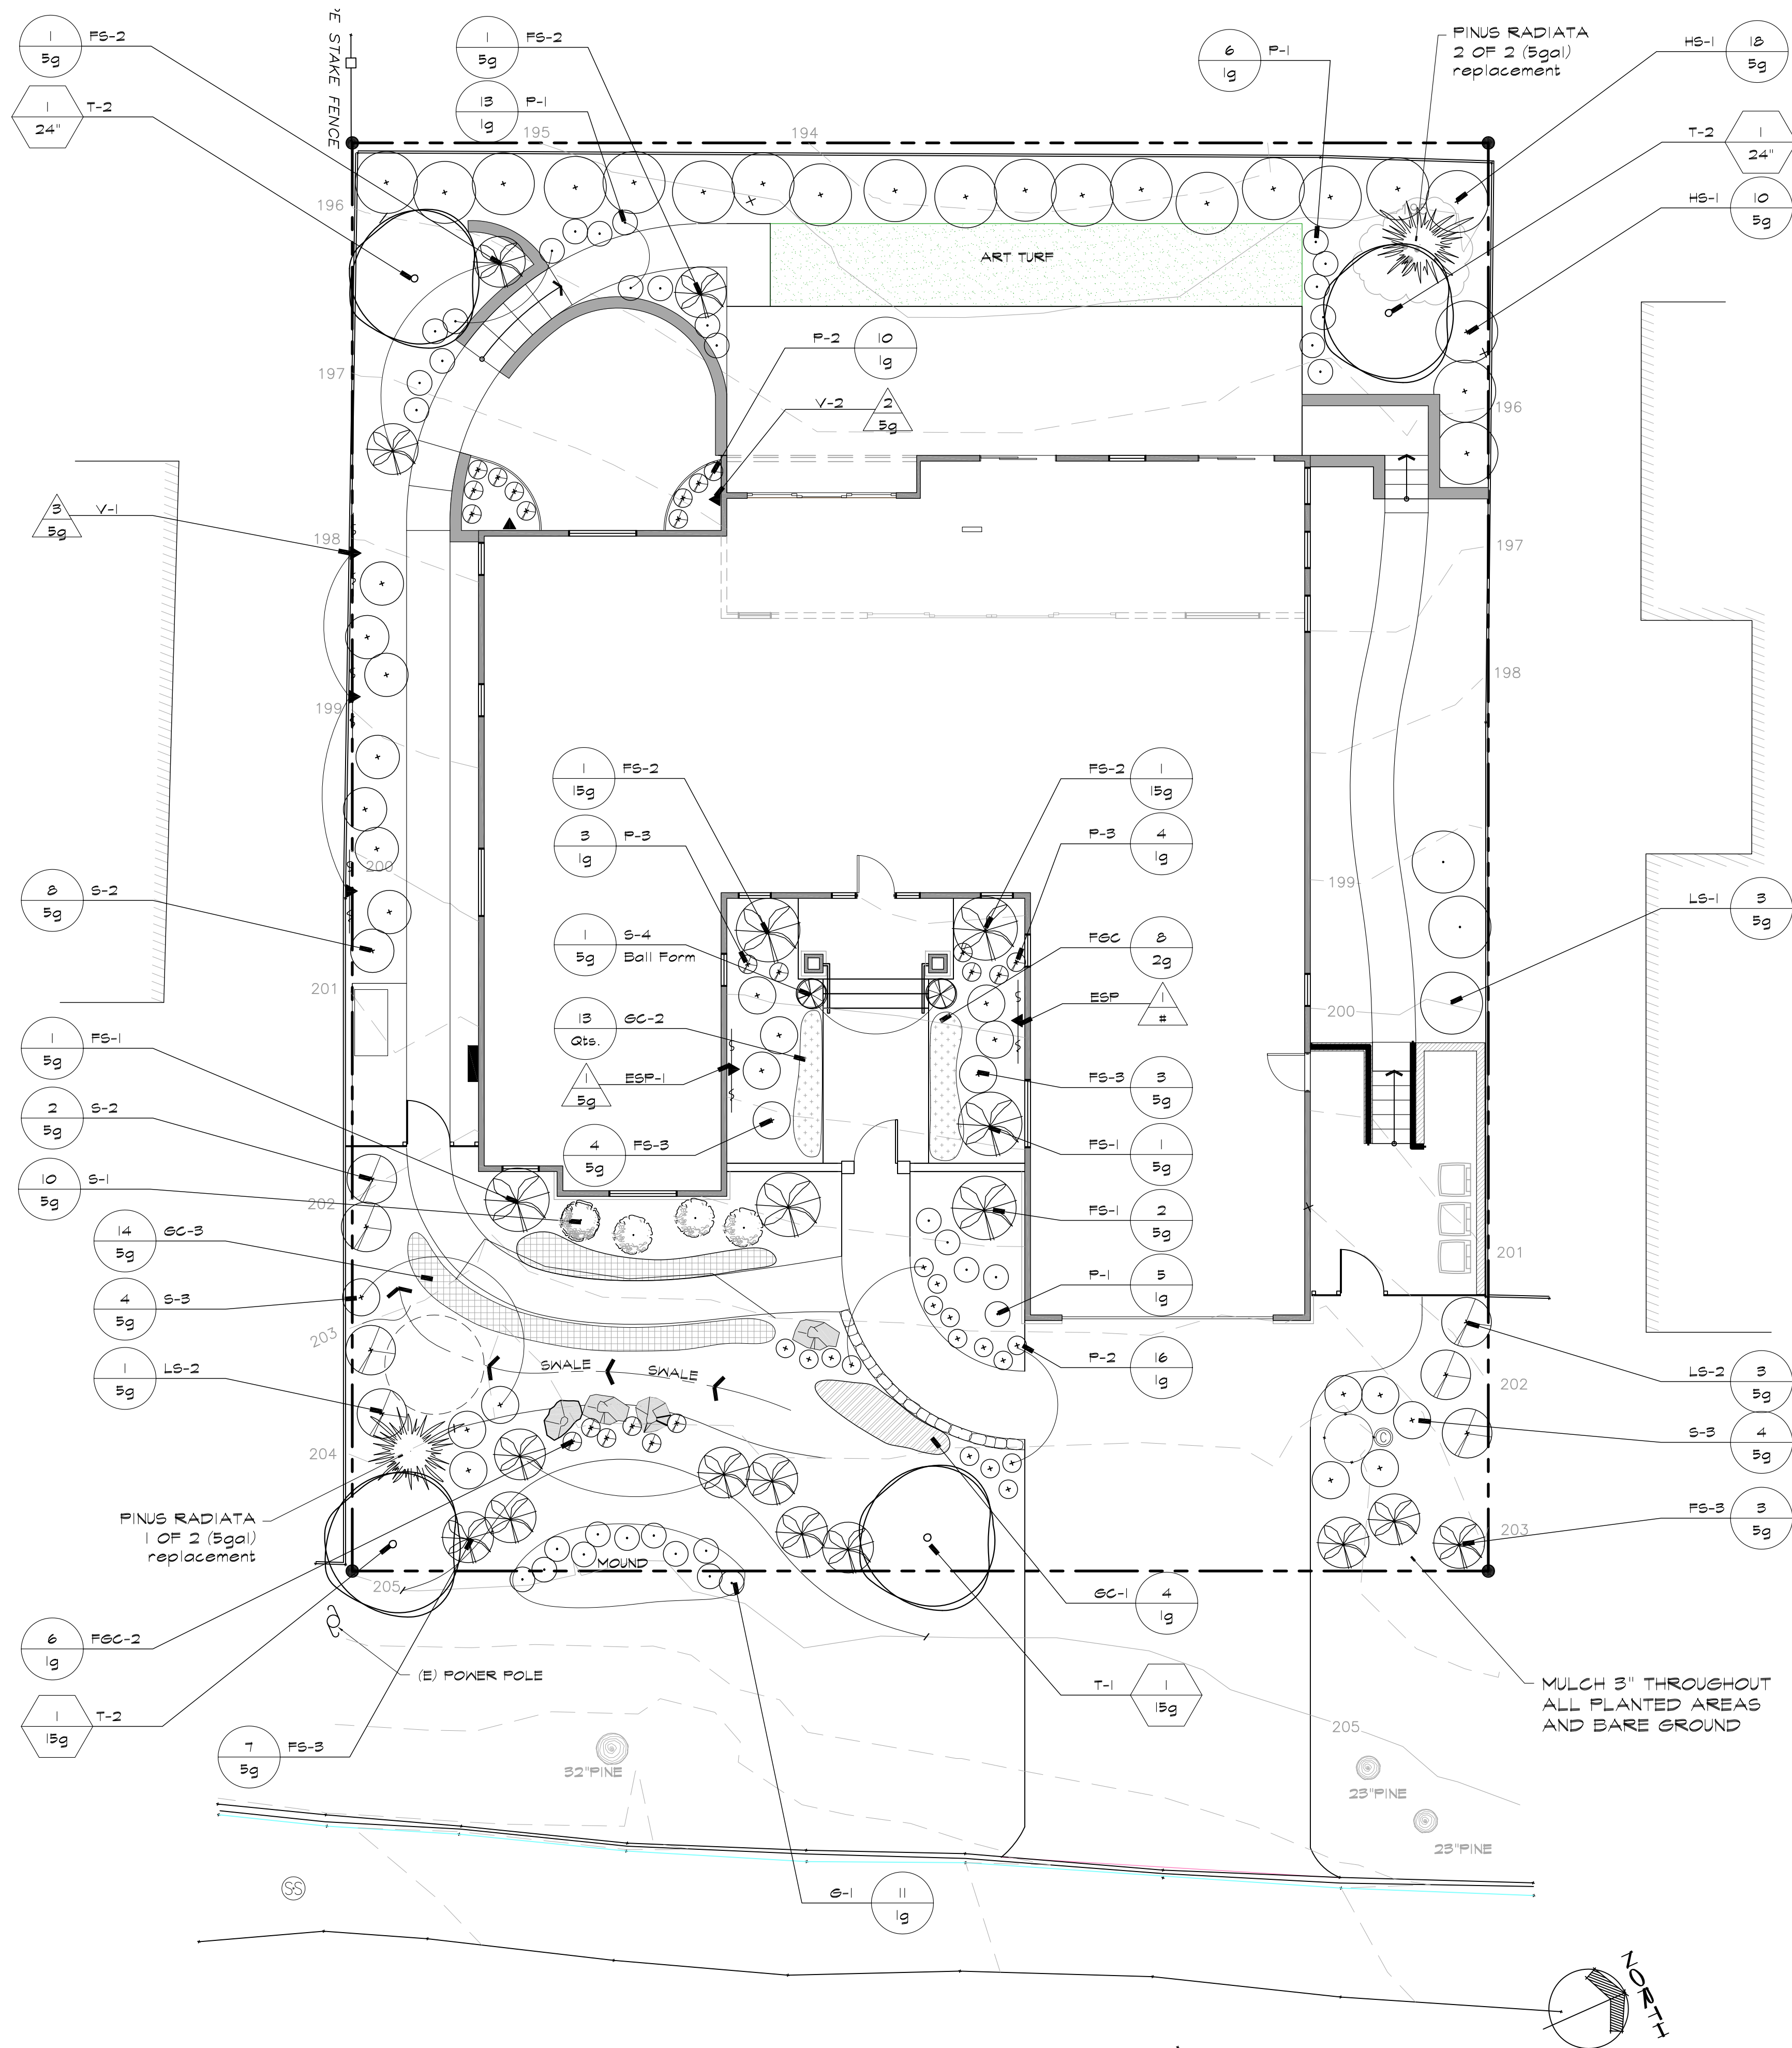 'E STAKE FENCE
1
5g
FS-2
1
24"
T-2
1
5g
FS-2
13
1g
P-1
6
1g
P-1
PINUS RADIATA
2 OF 2 (5gal)
replacement
HS-1
18
5g
T-2
1
24"
HS-1
10
5g
195
194
196
195
ART TURF
197
P-2
10
1g
V-2
2
5g
196
3
5g
V-1
198
197
199
198
1
15g
FS-2
FS-2
1
15g
3
1g
P-3
P-3
4
1g
200
199
8
5g
S-2
LS-1
3
5g
1
5g
S-4
Ball Form
FGC
8
2g
201
ESP
1
#
200
13
Qts.
GC-2
1
5g
FS-1
1
5g
ESP-1
FS-3
3
5g
2
5g
S-2
4
5g
FS-3
FS-1
1
5g
10
5g
S-1
202
FS-1
2
5g
14
5g
GC-3
201
P-1
5
1g
4
5g
S-3
203
SWALE
SWALE
P-2
16
1g
1
5g
LS-2
LS-2
3
5g
202
C
S-3
4
5g
204
PINUS RADIATA
1 OF 2 (5gal)
replacement
FS-3
3
5g
203
MOUND
205
GC-1
4
1g
6
1g
FGC-2
(E) POWER POLE
T-1
1
15g
MULCH 3" THROUGHOUT
ALL PLANTED AREAS
AND BARE GROUND
1
15g
T-2
205
7
5g
FS-3
32"PINE
23"PINE
23"PINE
SS
G-1
11
1g
NORTH